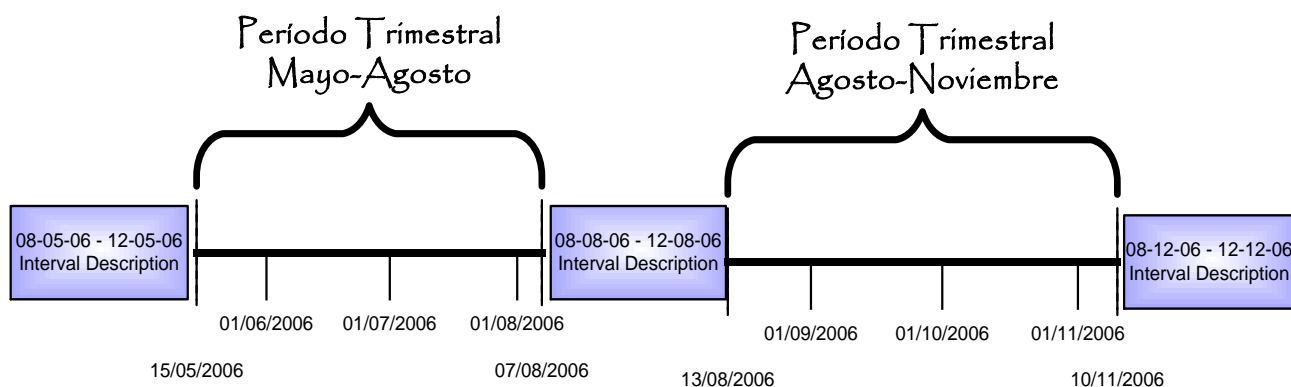 Período Trimestral
Mayo-Agosto
Período Trimestral
Agosto-Noviembre
08-05-06 - 12-05-06
Interval Description
08-08-06 - 12-08-06
Interval Description
08-12-06 - 12-12-06
Interval Description
01/06/2006
01/07/2006
01/08/2006
01/09/2006
01/10/2006
01/11/2006
15/05/2006
07/08/2006
13/08/2006
10/11/2006